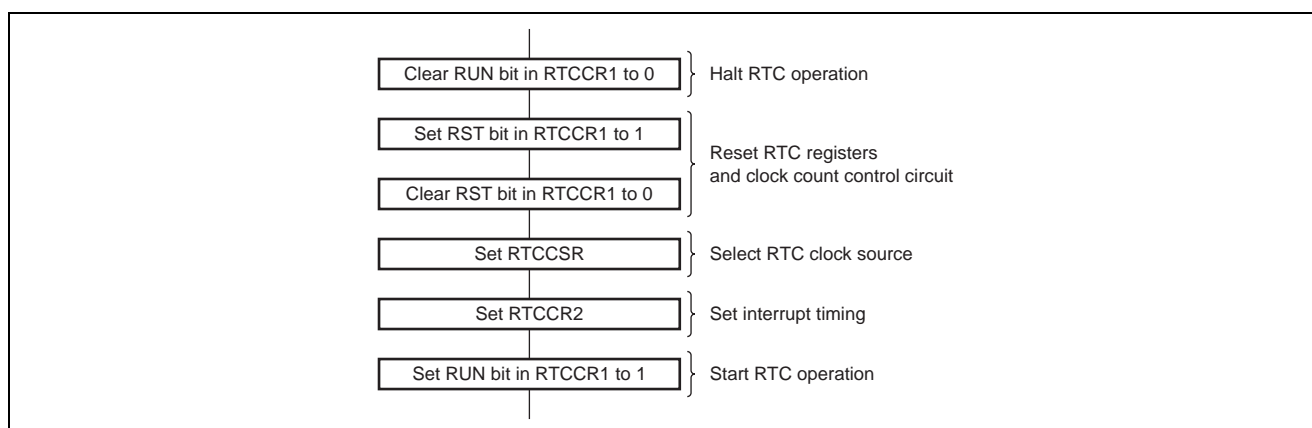 Clear RUN bit in RTCCR1 to 0
Halt RTC operation
Set RST bit in RTCCR1 to 1
Reset RTC registers
and clock count control circuit
Clear RST bit in RTCCR1 to 0
Set RTCCSR
Select RTC clock source
Set RTCCR2
Set interrupt timing
Set RUN bit in RTCCR1 to 1
Start RTC operation